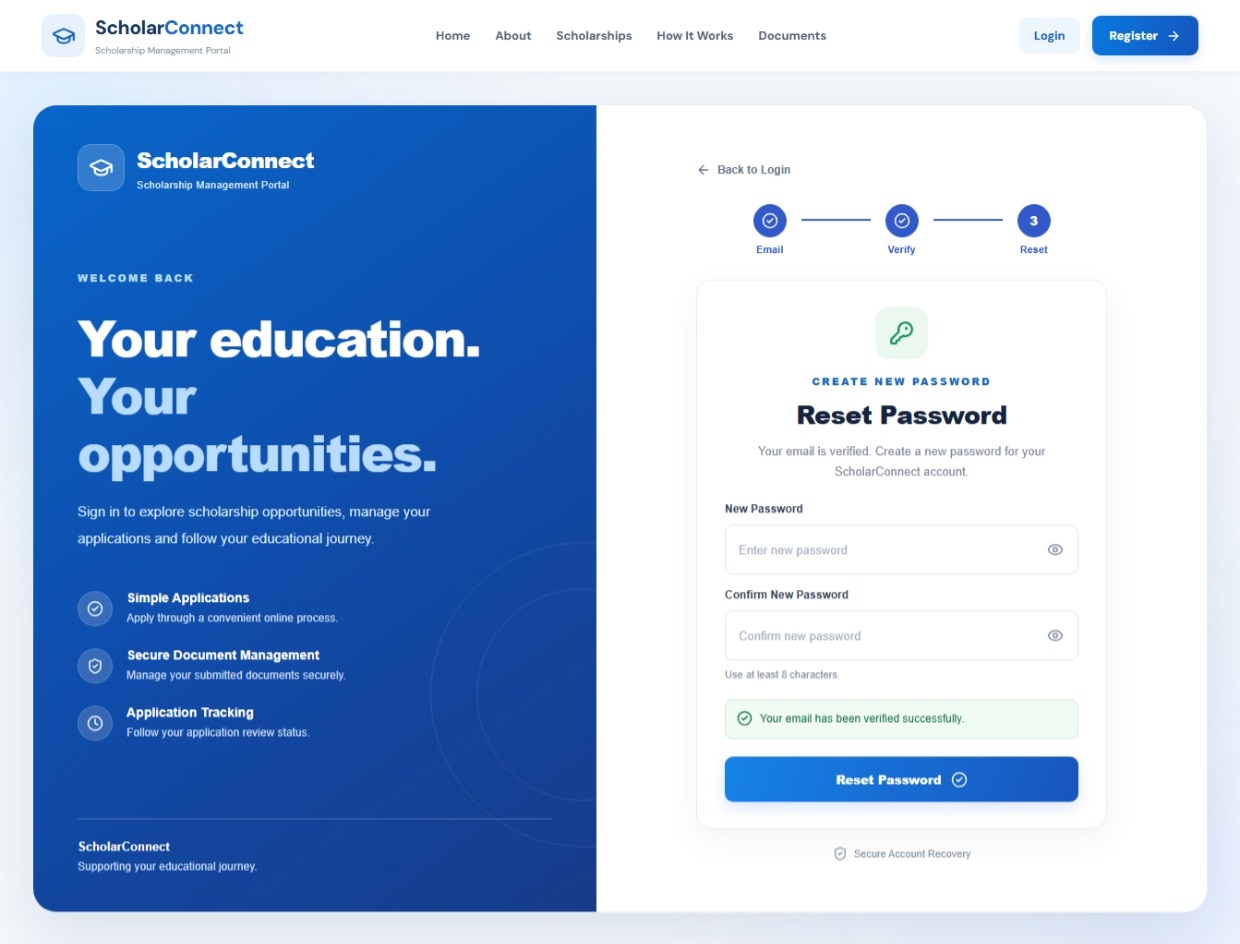 ScholarConnect
Scholarship Management Portal
Home
About
Scholarships
How It Works
Documents
Login
Register
ScholarConnect
Scholarship Management Portal
WELCOME BACK
Your education.
Your
opportunities.
Sign in to explore scholarship opportunities, manage your
applications and follow your educational journey.
Simple Applications
Apply through a convenient online process.
Secure Document Management
Manage your submitted documents securely.
Application Tracking
Follow your application review status.
ScholarConnect
Supporting your educational journey.
Back to Login
3
Email
Verify
Reset
CREATE NEW PASSWORD
Reset Password
Your email is verified. Create a new password for your
ScholarConnect account.
New Password
Enter new password
Confirm New Password
Confirm new password
Use at least 8 characters.
Your email has been verified successfully.
Reset Password
Secure Account Recovery